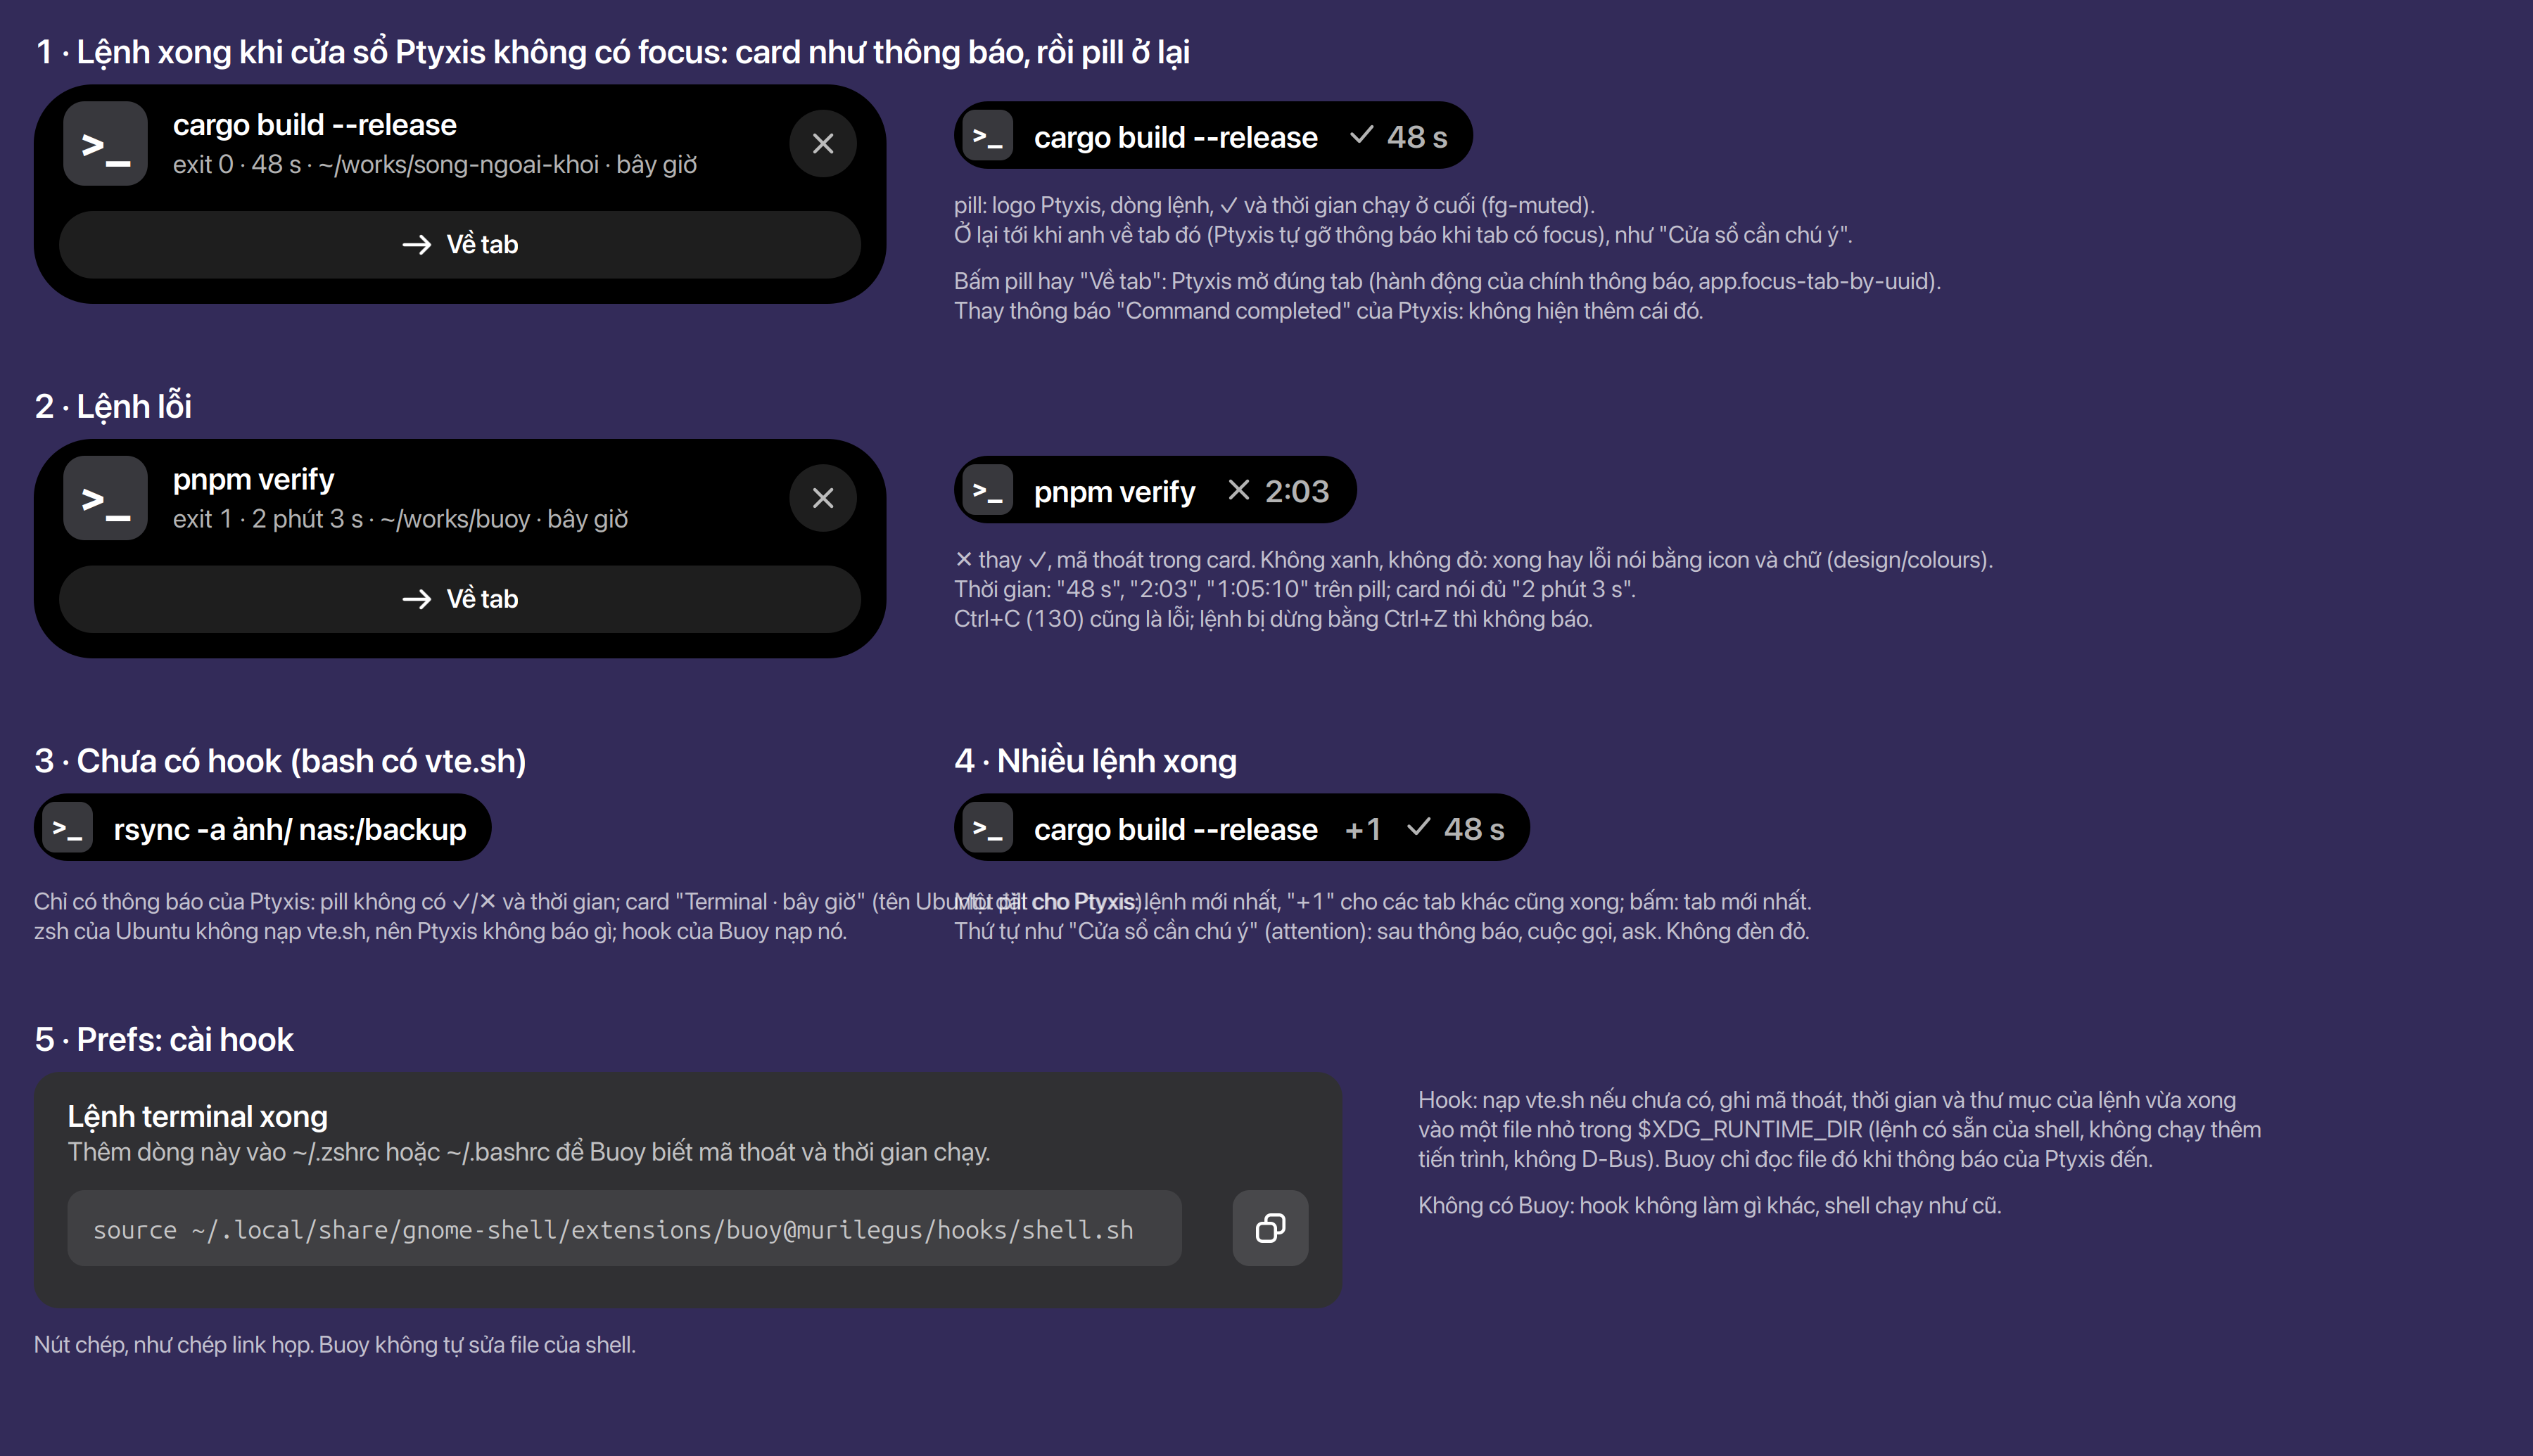 1 · Lệnh xong khi cửa sổ Ptyxis không có focus: card như thông báo, rồi pill ở lại
>_
cargo build --release
exit 0 · 48 s · ~/works/song-ngoai-khoi · bây giờ
→ Về tab
>_ cargo build --release ✓ 48 s
pill: logo Ptyxis, dòng lệnh, ✓ và thời gian chạy ở cuối (fg-muted).
Ở lại tới khi anh về tab đó (Ptyxis tự gỡ thông báo khi tab có focus), như "Cửa sổ cần chú ý".
Bấm pill hay "Về tab": Ptyxis mở đúng tab (hành động của chính thông báo, app.focus-tab-by-uuid).
Thay thông báo "Command completed" của Ptyxis: không hiện thêm cái đó.
2 · Lệnh lỗi
>_
pnpm verify
exit 1 · 2 phút 3 s · ~/works/buoy · bây giờ
→ Về tab
>_ pnpm verify ✕ 2:03
✕ thay ✓, mã thoát trong card. Không xanh, không đỏ: xong hay lỗi nói bằng icon và chữ (design/colours).
Thời gian: "48 s", "2:03", "1:05:10" trên pill; card nói đủ "2 phút 3 s".
Ctrl+C (130) cũng là lỗi; lệnh bị dừng bằng Ctrl+Z thì không báo.
3 · Chưa có hook (bash có vte.sh)
>_ rsync -a ảnh/ nas:/backup
Chỉ có thông báo của Ptyxis: pill không có ✓/✕ và thời gian; card "Terminal · bây giờ" (tên Ubuntu đặt cho Ptyxis).
zsh của Ubuntu không nạp vte.sh, nên Ptyxis không báo gì; hook của Buoy nạp nó.
4 · Nhiều lệnh xong
>_ cargo build --release +1 ✓ 48 s
Một pill cho Ptyxis: lệnh mới nhất, "+1" cho các tab khác cũng xong; bấm: tab mới nhất.
Thứ tự như "Cửa sổ cần chú ý" (attention): sau thông báo, cuộc gọi, ask. Không đèn đỏ.
5 · Prefs: cài hook
Lệnh terminal xong
Thêm dòng này vào ~/.zshrc hoặc ~/.bashrc để Buoy biết mã thoát và thời gian chạy.
source ~/.local/share/gnome-shell/extensions/buoy@murilegus/hooks/shell.sh
Nút chép, như chép link họp. Buoy không tự sửa file của shell.
Hook: nạp vte.sh nếu chưa có, ghi mã thoát, thời gian và thư mục của lệnh vừa xong
vào một file nhỏ trong $XDG_RUNTIME_DIR (lệnh có sẵn của shell, không chạy thêm
tiến trình, không D-Bus). Buoy chỉ đọc file đó khi thông báo của Ptyxis đến.
Không có Buoy: hook không làm gì khác, shell chạy như cũ.